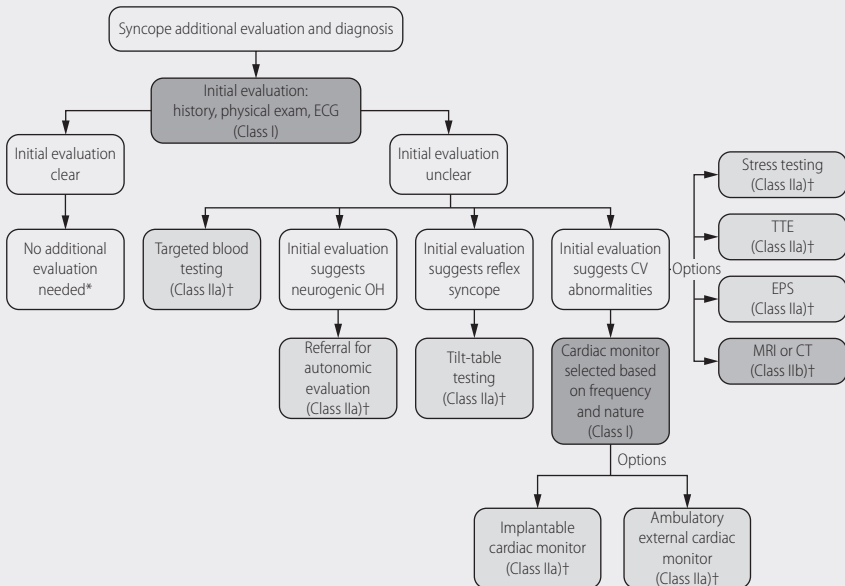 Syncope additional evaluation and diagnosis
Initial evaluation:
history, physical exam, ECG
(Class I)
Initial evaluation
clear
Initial evaluation
unclear
No additional
evaluation
needed*
Targeted blood
testing
(Class IIa)†
Initial evaluation
suggests
neurogenic OH
Initial evaluation
suggests reflex
syncope
Initial evaluation
suggests CV
abnormalities
Options
Stress testing
(Class IIa)†
TTE
(Class IIa)†
EPS
(Class IIa)†
MRI or CT
(Class IIb)†
Referral for
autonomic
evaluation
(Class IIa)†
Tilt-table
testing
(Class IIa)†
Cardiac monitor
selected based
on frequency
and nature
(Class I)
Options
Implantable
cardiac monitor
(Class IIa)†
Ambulatory
external cardiac
monitor
(Class IIa)†